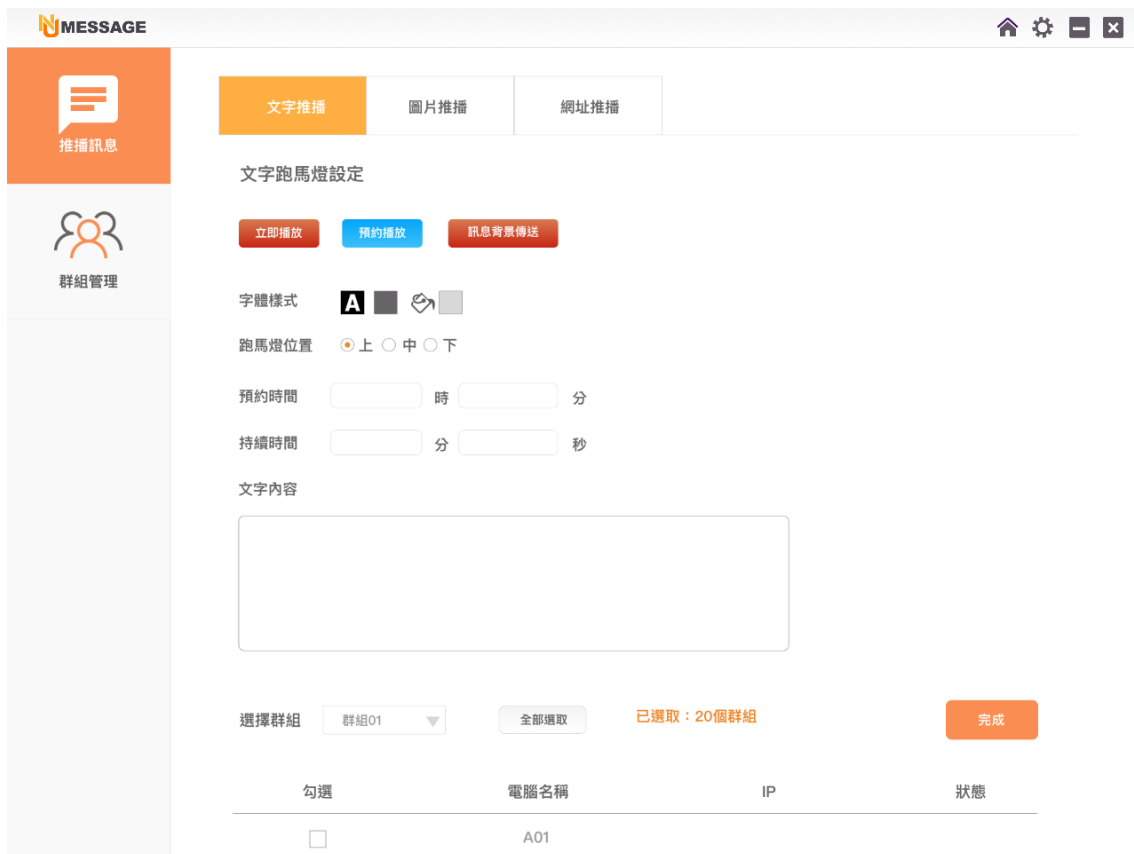 NU MESSAGE
推播訊息
群組管理
文字推播 圖片推播 網址推播
文字跑馬燈設定
立即播放 預約播放 訊息背景傳送
字體樣式 A
跑馬燈位置 上 中 下
預約時間 時 分
持續時間 分 秒
文字內容
選擇群組 群組01 全部選取 已選取：20個群組 完成
勾選 電腦名稱 IP 狀態
A01